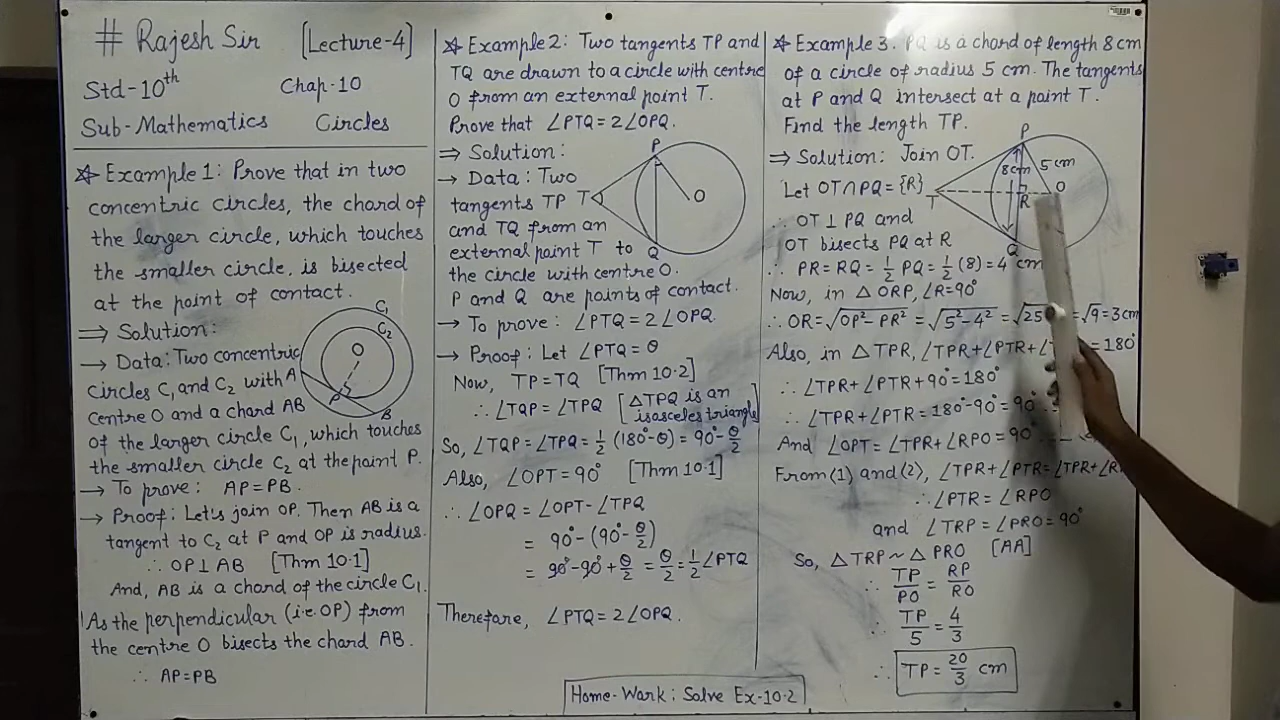 # Rajesh Sir [Lecture-4]
Std-10th Chap-10
Sub-Mathematics Circles
☆ Example 1: Prove that in two
concentric circles, the chord of
the larger circle, which touches
the smaller circle, is bisected
at the point of contact.
⇒ Solution:
→ Data: Two concentric
circles C₁ and C₂ with
centre O and a chord AB
of the larger circle C₁, which touches
the smaller circle C₂ at the point P.
→ To prove: AP=PB.
→ Proof: Let's join OP. Then AB is a
tangent to C₂ at P and OP is radius.
∴ OP⊥AB [Thm 10.1]
And, AB is a chord of the circle C₁.
As the perpendicular (i.e. OP) from
the centre O bisects the chord AB.
∴ AP=PB
C₁
C₂
O
A
P
B
☆ Example 2: Two tangents TP and
TQ are drawn to a circle with centre
O from an external point T.
Prove that ∠PTQ=2∠OPQ.
⇒ Solution:
→ Data: Two
tangents TP
and TQ from an
external point T to
the circle with centre O.
P and Q are points of contact.
→ To prove: ∠PTQ=2∠OPQ.
→ Proof: Let ∠PTQ=θ
Now, TP=TQ [Thm 10.2]
∴ ∠TQP=∠TPQ [△TPQ is an
isosceles triangle]
So, ∠TQP=∠TPQ=½(180°-θ)=90°-θ/2
Also, ∠OPT=90° [Thm 10.1]
∴ ∠OPQ=∠OPT-∠TPQ
= 90°-(90°-θ/2)
= 90°-90°+θ/2=θ/2=½∠PTQ
Therefore, ∠PTQ=2∠OPQ.
P
T
O
Q
☆ Example 3. PQ is a chord of length 8 cm
of a circle of radius 5 cm. The tangents
at P and Q intersect at a point T.
Find the length TP.
⇒ Solution: Join OT.
Let OT∩PQ={R}
∴ OT⊥PQ and
OT bisects PQ at R
∴ PR=RQ=½PQ=½(8)=4 cm
Now, in △ORP, ∠R=90°
∴ OR=√OP²-PR²=√5²-4²=√25 =√9=3cm
Also, in △TPR, ∠TPR+∠PTR+ =180°
∴ ∠TPR+∠PTR+90°=180°
∴ ∠TPR+∠PTR=180°-90°=90°
And ∠OPT=∠TPR+∠RPO=90°
From (1) and (2), ∠TPR+∠PTR=∠TPR+
∴ ∠PTR=∠RPO
and ∠TRP=∠PRO=90°
So, △TRP~△PRO [AA]
∴ TP/PO=RP/RO
∴ TP/5=4/3
∴ TP=20/3 cm
P
5 cm
8cm
T
R
O
Q
Home-Work: Solve Ex-10.2